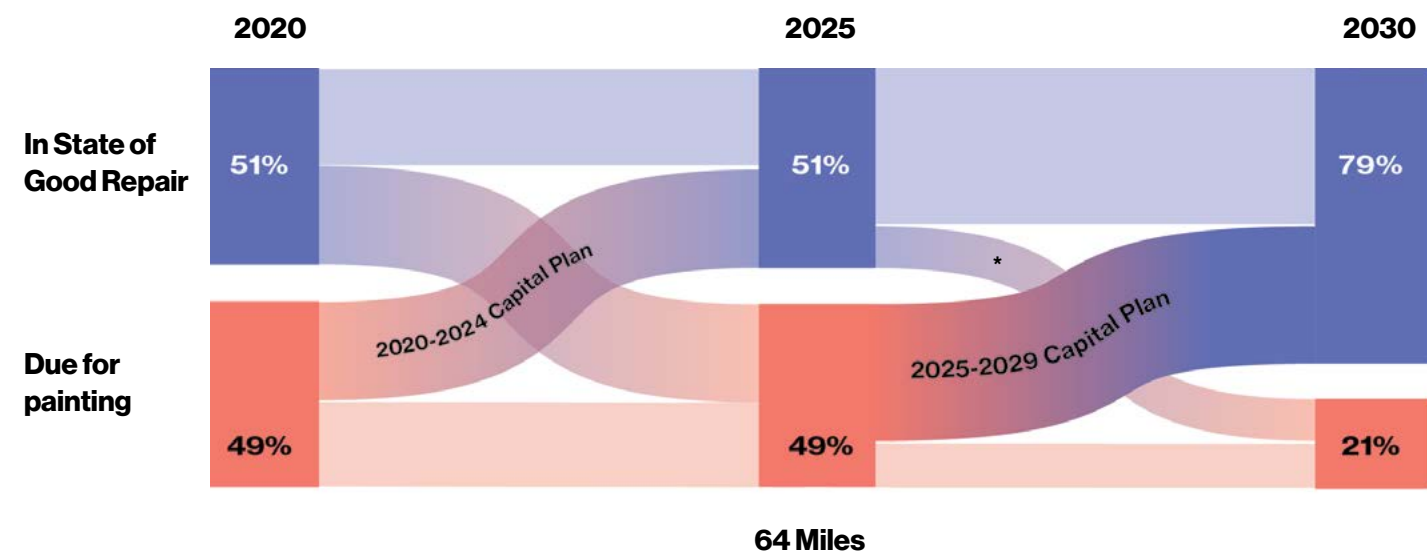 2020
2025
2030
In State of
Good Repair
51%
51%
79%
*
2020-2024 Capital Plan
2025-2029 Capital Plan
Due for
painting
49%
49%
21%
64 Miles